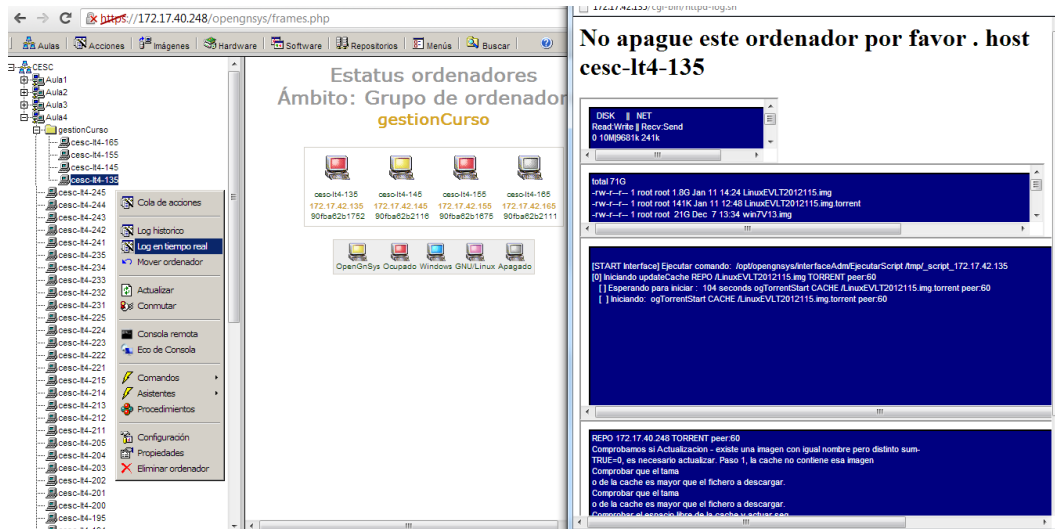 https://172.17.40.248/opengnsys/frames.php
Aulas
Acciones
Imágenes
Hardware
Software
Repositorios
Menús
Buscar
CESC
Aula1
Aula2
Aula3
Aula4
gestionCurso
cesc-lt4-165
cesc-lt4-155
cesc-lt4-145
cesc-lt4-135
cesc-lt4-245
cesc-lt4-244
cesc-lt4-243
cesc-lt4-242
cesc-lt4-241
cesc-lt4-235
cesc-lt4-234
cesc-lt4-233
cesc-lt4-232
cesc-lt4-231
cesc-lt4-225
cesc-lt4-224
cesc-lt4-223
cesc-lt4-222
cesc-lt4-221
cesc-lt4-215
cesc-lt4-214
cesc-lt4-213
cesc-lt4-212
cesc-lt4-211
cesc-lt4-205
cesc-lt4-204
cesc-lt4-203
cesc-lt4-202
cesc-lt4-201
cesc-lt4-200
cesc-lt4-195
Cola de acciones
Log historico
Log en tiempo real
Mover ordenador
Actualizar
Conmutar
Consola remota
Eco de Consola
Comandos
Asistentes
Procedimientos
Configuración
Propiedades
Eliminar ordenador
Estatus ordenadores
Ámbito: Grupo de ordenador
gestionCurso
cesc-lt4-135 cesc-lt4-145 cesc-lt4-155 cesc-lt4-165
172.17.42.135 172.17.42.145 172.17.42.155 172.17.42.165
90fba62b1752 90fba62b2116 90fba62b1675 90fba62b2111
OpenGnSys Ocupado Windows GNU/Linux Apagado
172.17.42.135/cgi-bin/httpd-log.sh
No apague este ordenador por favor . host
cesc-lt4-135
DISK || NET
Read:Write || Recv:Send
0 10M|9681k 241k
total 71G
-rw-r--r-- 1 root root 1.8G Jan 11 14:24 LinuxEVLT2012115.img
-rw-r--r-- 1 root root 141K Jan 11 12:48 LinuxEVLT2012115.img.torrent
-rw-r--r-- 1 root root 21G Dec 7 13:34 win7V13.img
[START Interface] Ejecutar comando: /opt/opengnsys/interfaceAdm/EjecutarScript /tmp/_script_172.17.42.135
[0] Iniciando updateCache REPO /LinuxEVLT2012115.img TORRENT peer:60
[ ] Esperando para iniciar : 104 seconds ogTorrentStart CACHE /LinuxEVLT2012115.img.torrent peer:60
[ ] Iniciando: ogTorrentStart CACHE /LinuxEVLT2012115.img.torrent peer:60
REPO 172.17.40.248 TORRENT peer:60
Comprobamos si Actualizacion - existe una imagen con igual nombre pero distinto sum-
TRUE=0, es necesario actualizar. Paso 1, la cache no contiene esa imagen
Comprobar que el tama
o de la cache es mayor que el fichero a descargar.
Comprobar que el tama
o de la cache es mayor que el fichero a descargar.
Comprobar el espacio libre de la cache y actuar seg